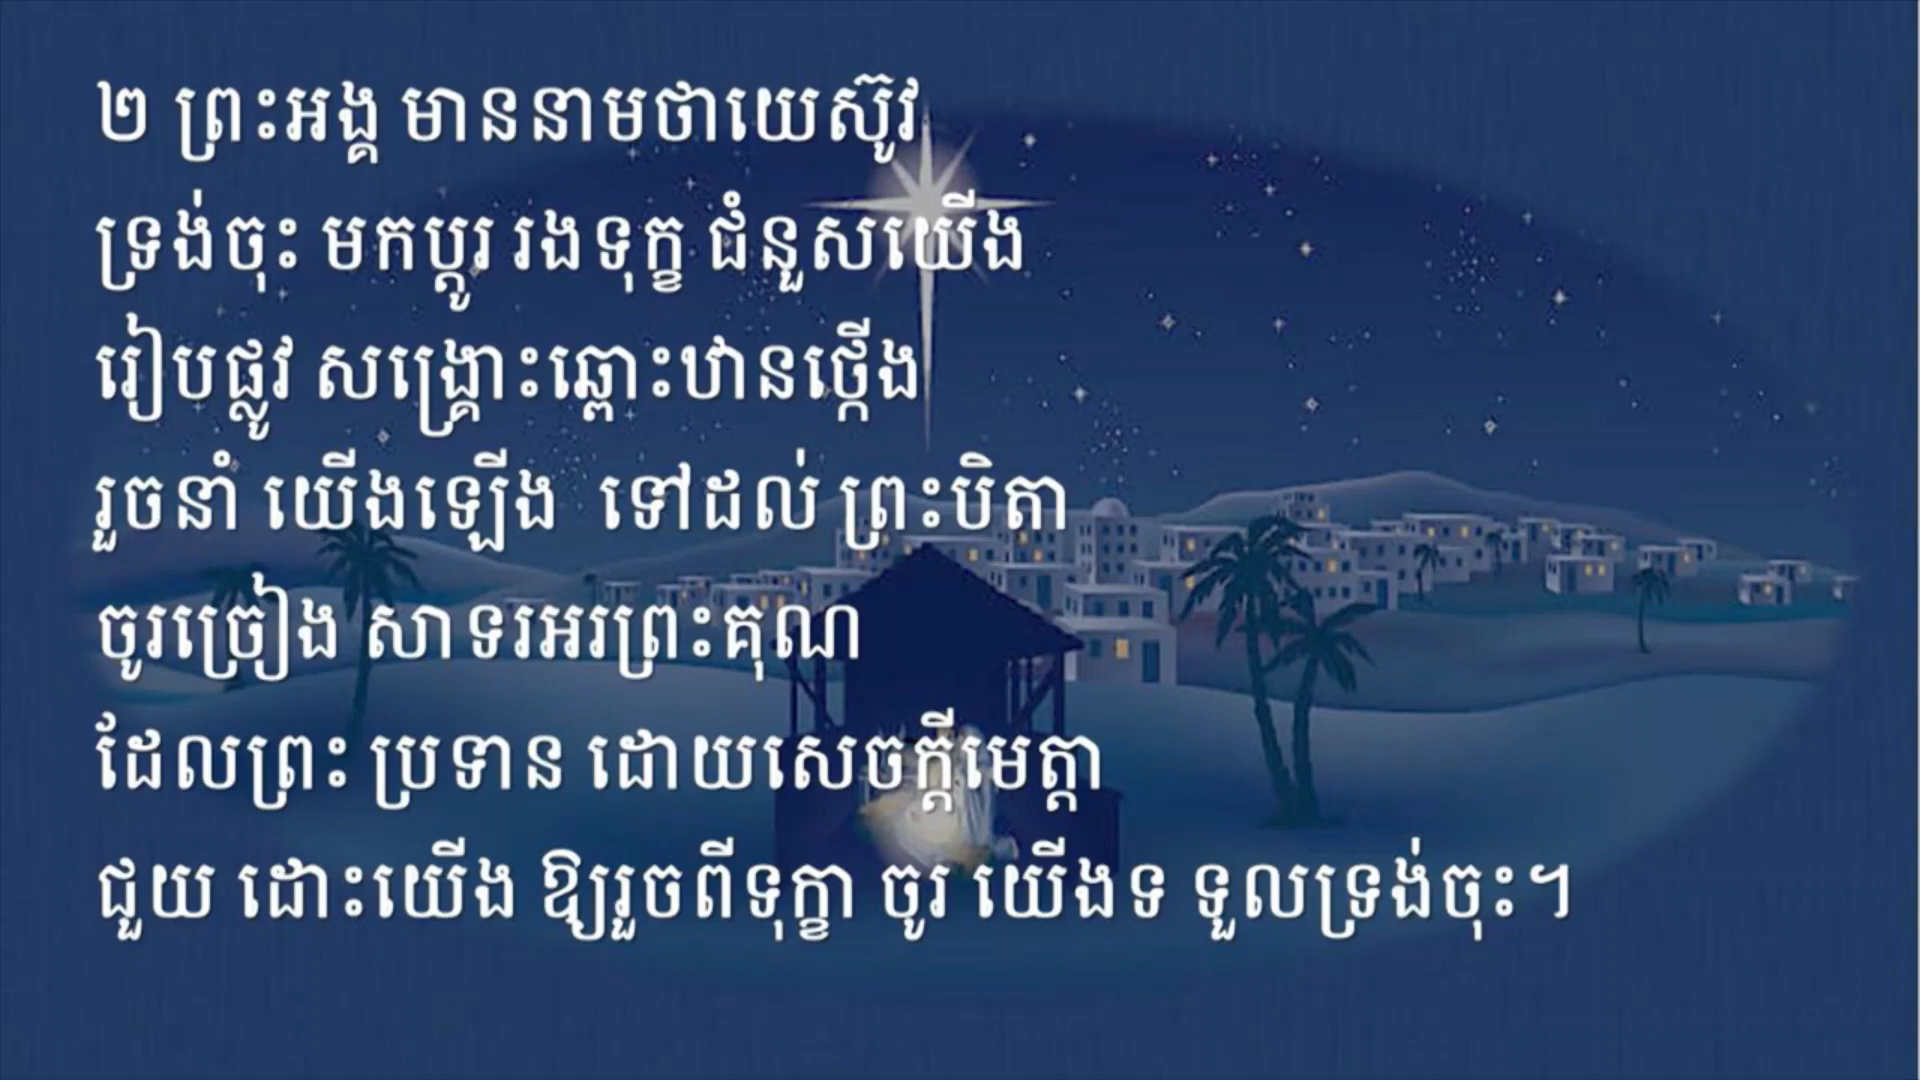 ២ ព្រះអង្គ មាននាមថាយេស៊ូវ
ទ្រង់ចុះ មកប្តូរ រងទុក្ខ ជំនួសយើង
រៀបផ្លូវ សង្គ្រោះឆ្ពោះឋានថ្កើង
រួចនាំ យើងឡើង ទៅដល់ ព្រះបិតា
ចូរច្រៀង សាទរអរព្រះគុណ
ដែលព្រះ ប្រទាន ដោយសេចក្តីមេត្តា
ជួយ ដោះយើង ឱ្យរួចពីទុក្ខា ចូរ យើងទ ទួលទ្រង់ចុះ។